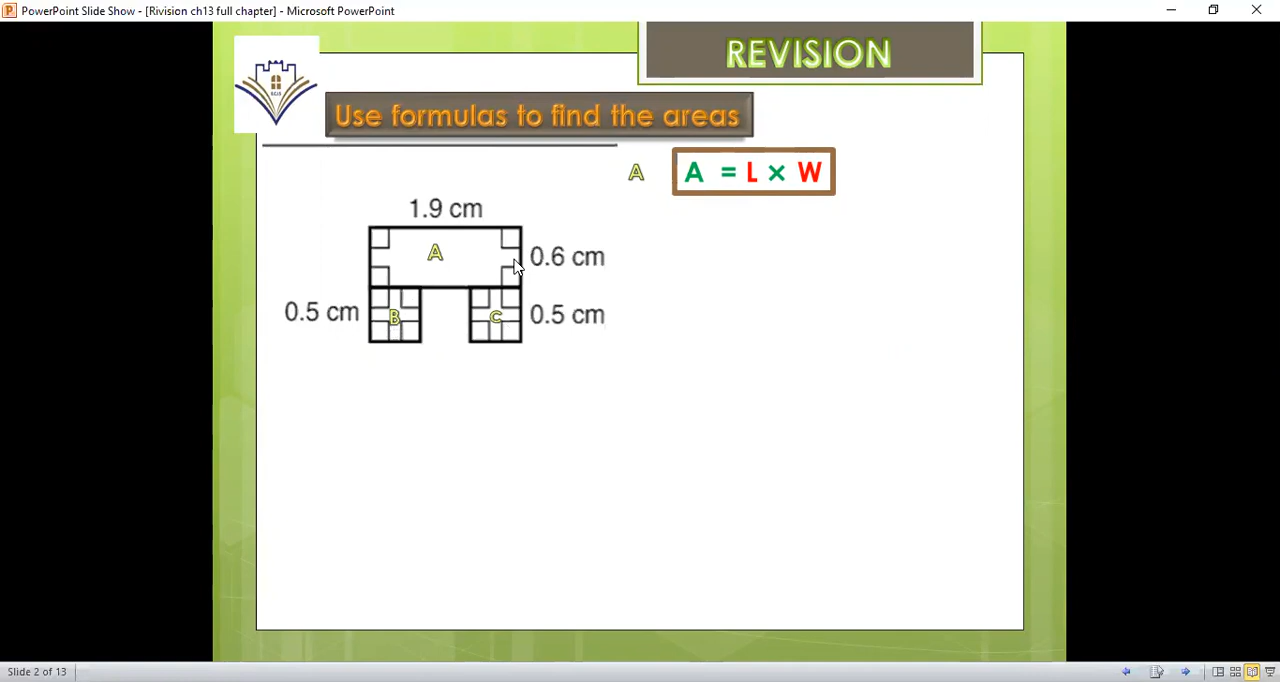 PowerPoint Slide Show - [Rivision ch13 full chapter] - Microsoft PowerPoint
REVISION
Use formulas to find the areas
A
A = L × W
1.9 cm
A
0.6 cm
0.5 cm
B
C
0.5 cm
Slide 2 of 13